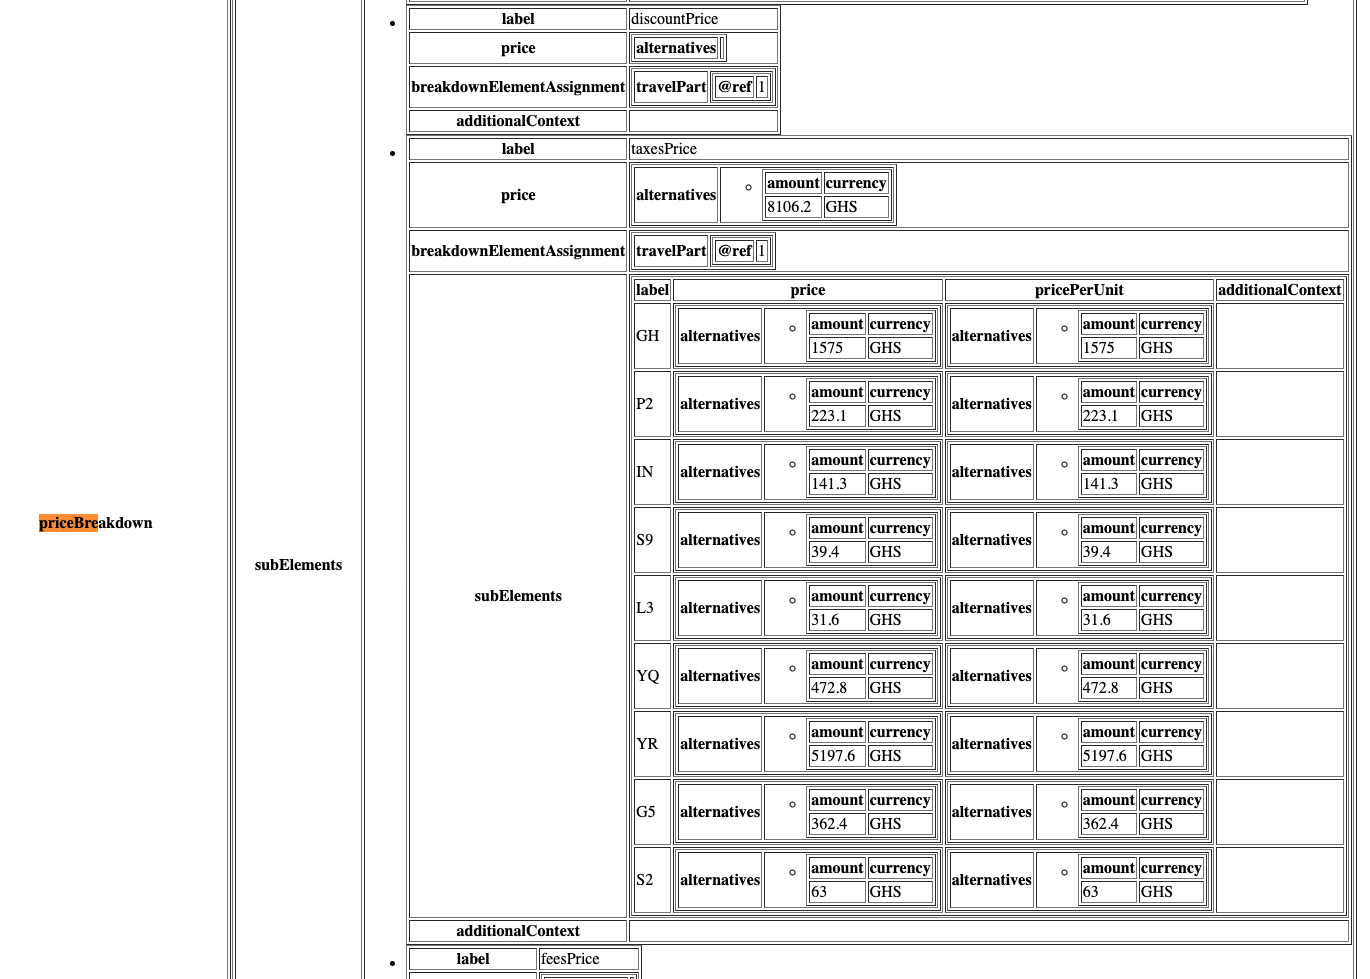 label discountPrice
price alternatives
breakdownElementAssignment travelPart @ref 1
additionalContext
label taxesPrice
price alternatives amount currency
8106.2 GHS
breakdownElementAssignment travelPart @ref 1
label price pricePerUnit additionalContext
GH alternatives amount currency alternatives amount currency
1575 GHS 1575 GHS
P2 alternatives amount currency alternatives amount currency
223.1 GHS 223.1 GHS
IN alternatives amount currency alternatives amount currency
141.3 GHS 141.3 GHS
priceBreakdown
subElements
S9 alternatives amount currency alternatives amount currency
39.4 GHS 39.4 GHS
subElements
L3 alternatives amount currency alternatives amount currency
31.6 GHS 31.6 GHS
YQ alternatives amount currency alternatives amount currency
472.8 GHS 472.8 GHS
YR alternatives amount currency alternatives amount currency
5197.6 GHS 5197.6 GHS
G5 alternatives amount currency alternatives amount currency
362.4 GHS 362.4 GHS
S2 alternatives amount currency alternatives amount currency
63 GHS 63 GHS
additionalContext
label feesPrice